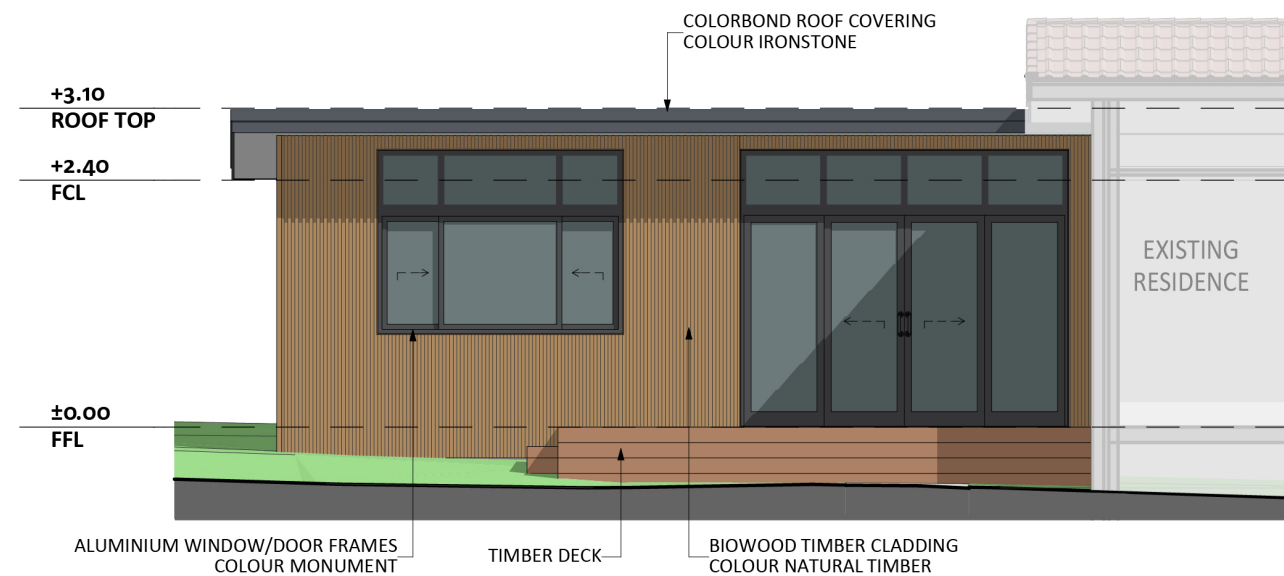 COLORBOND ROOF COVERING
COLOUR IRONSTONE
+3.10
ROOF TOP
+2.40
FCL
EXISTING
RESIDENCE
±0.00
FFL
ALUMINIUM WINDOW/DOOR FRAMES
COLOUR MONUMENT
TIMBER DECK
BIOWOOD TIMBER CLADDING
COLOUR NATURAL TIMBER